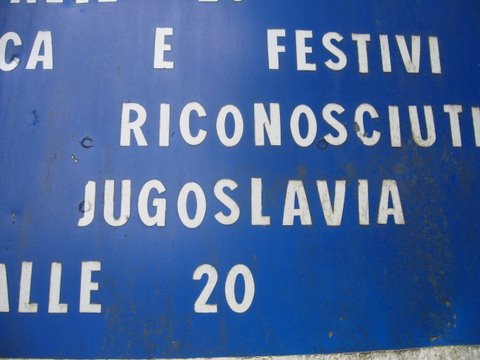 CA E FESTIVI
RICONOSCIUTI
JUGOSLAVIA
ALLE 20